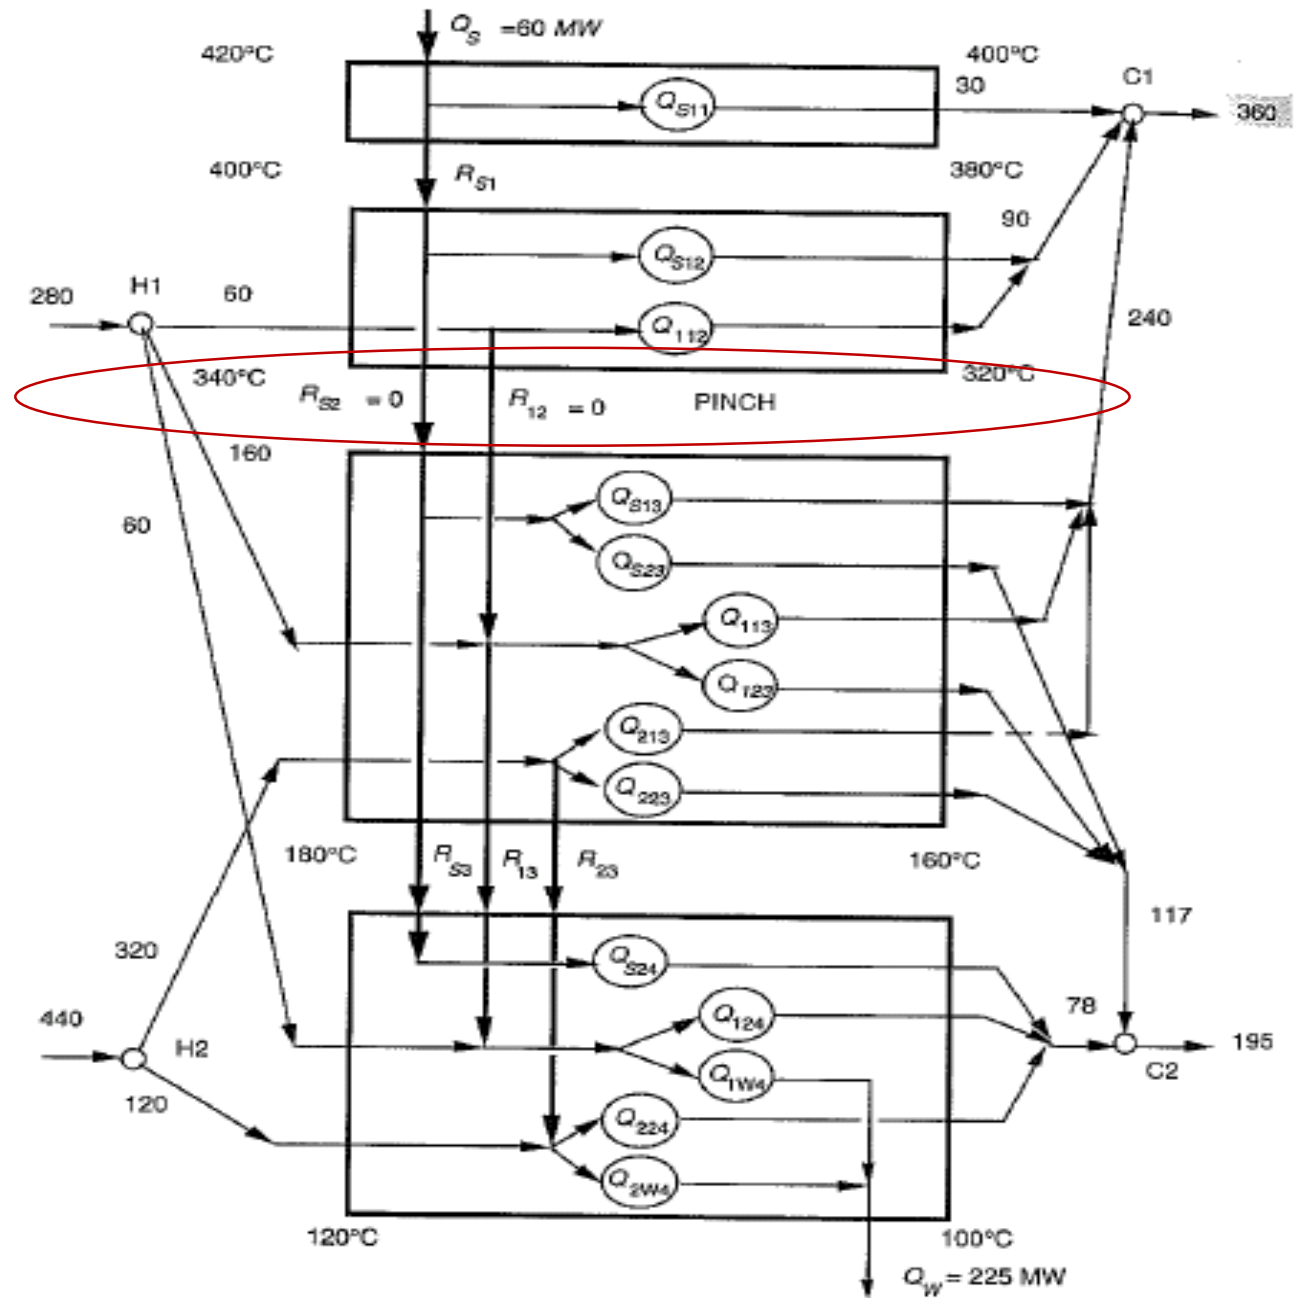 Q_S = 60 MW
420°C
400°C
C1
30
Q_S11
360
400°C
R_S1
380°C
90
Q_S12
H1
280
60
Q_112
240
340°C
320°C
R_S2 = 0
R_12 = 0
PINCH
160
60
Q_S13
Q_S23
Q_113
Q_123
Q_213
Q_223
180°C
R_S3
R_13
R_23
160°C
117
320
Q_S24
78
440
H2
Q_124
195
C2
Q_1W4
120
Q_224
Q_2W4
120°C
100°C
Q_W = 225 MW